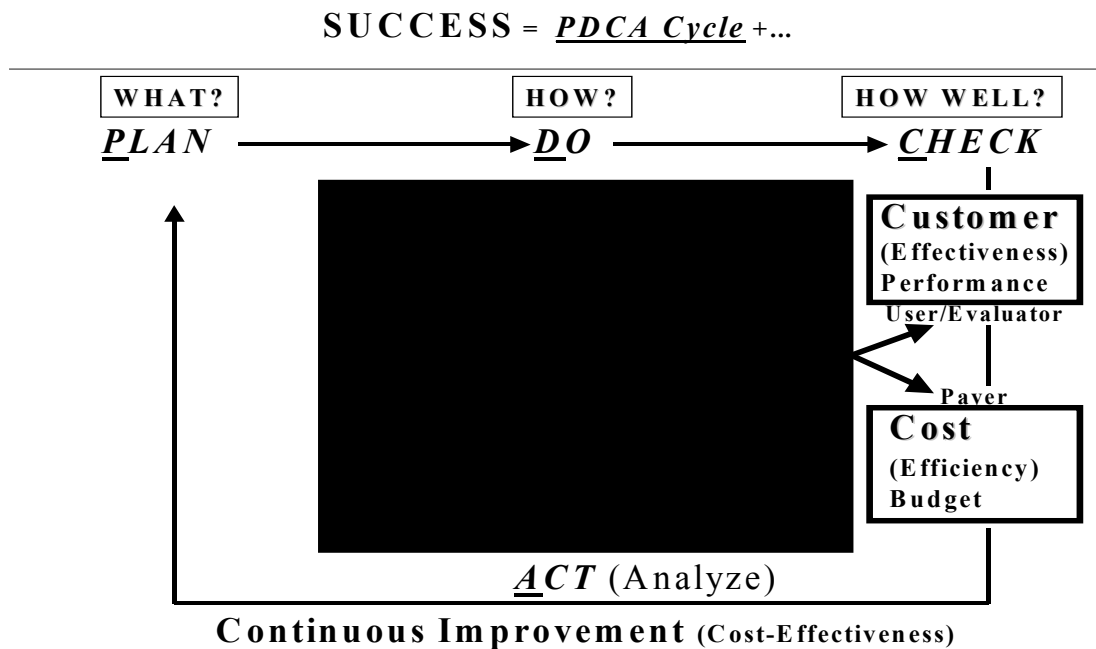 SUCCESS = PDCA Cycle +...
WHAT?
HOW?
HOW WELL?
PLAN
DO
CHECK
Customer
(Effectiveness)
Performance
User/Evaluator
Payer
Cost
(Efficiency)
Budget
ACT (Analyze)
Continuous Improvement (Cost-Effectiveness)